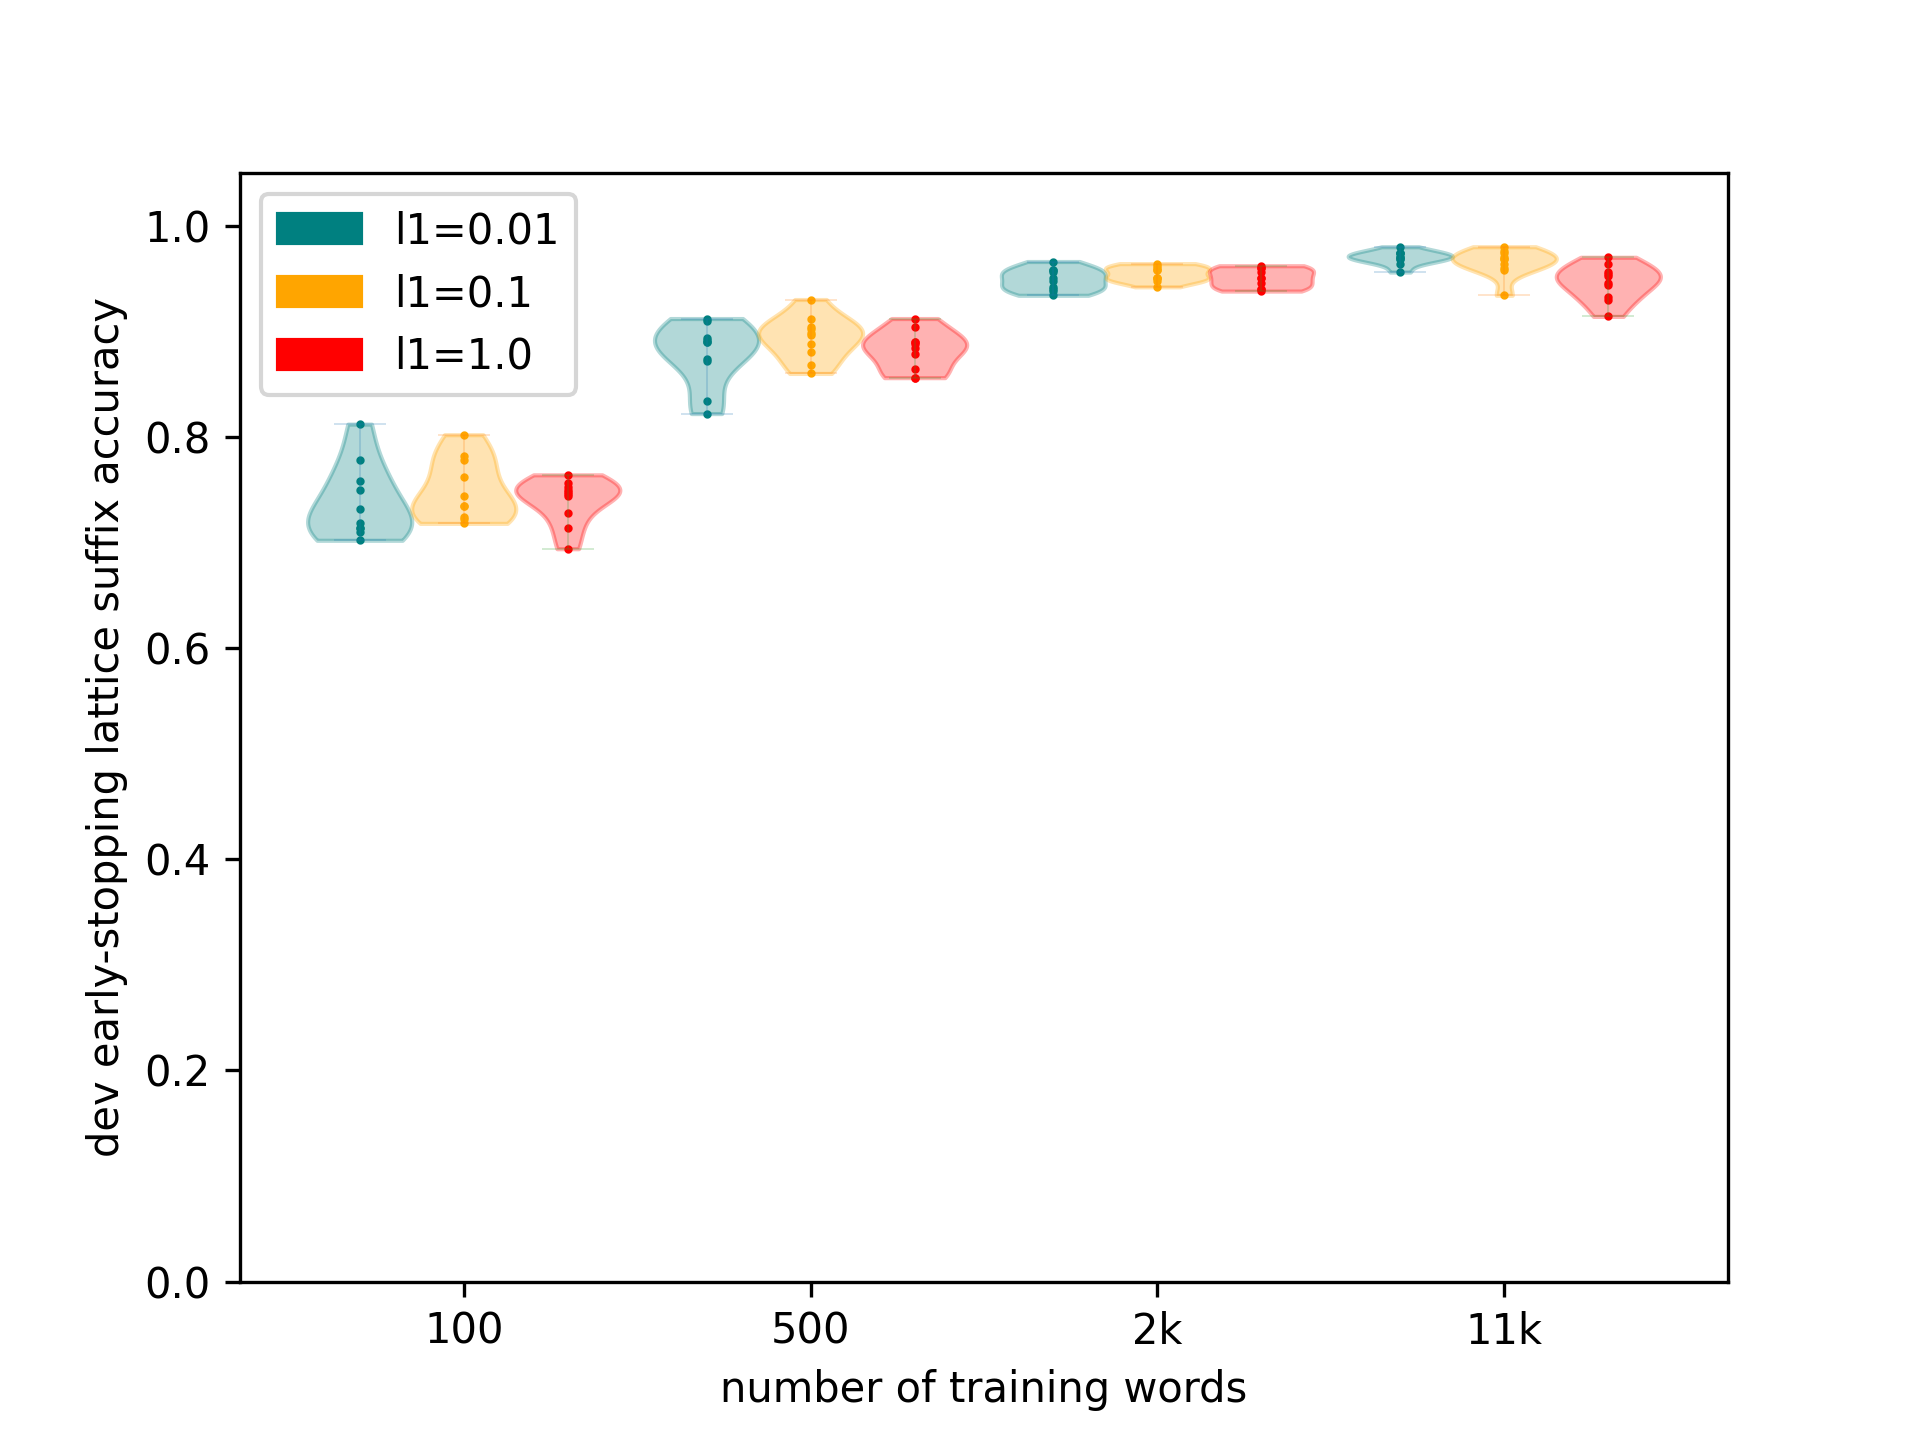 l1=0.01
l1=0.1
l1=1.0
1.0
0.8
0.6
0.4
0.2
0.0
dev early-stopping lattice suffix accuracy
100 500 2k 11k
number of training words